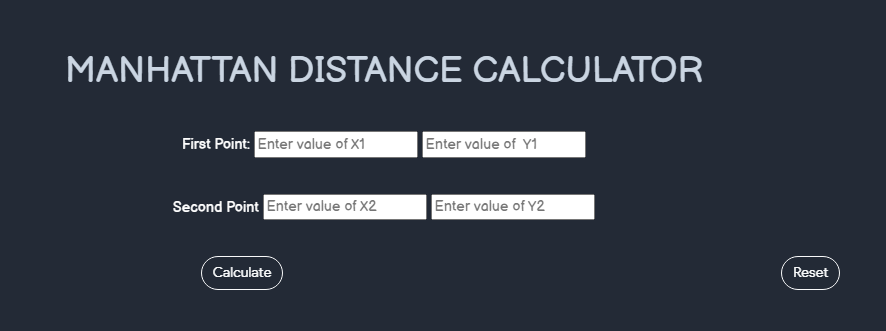 MANHATTAN DISTANCE CALCULATOR
First Point: Enter value of X1 Enter value of  Y1
Second Point Enter value of X2 Enter value of Y2
Calculate Reset